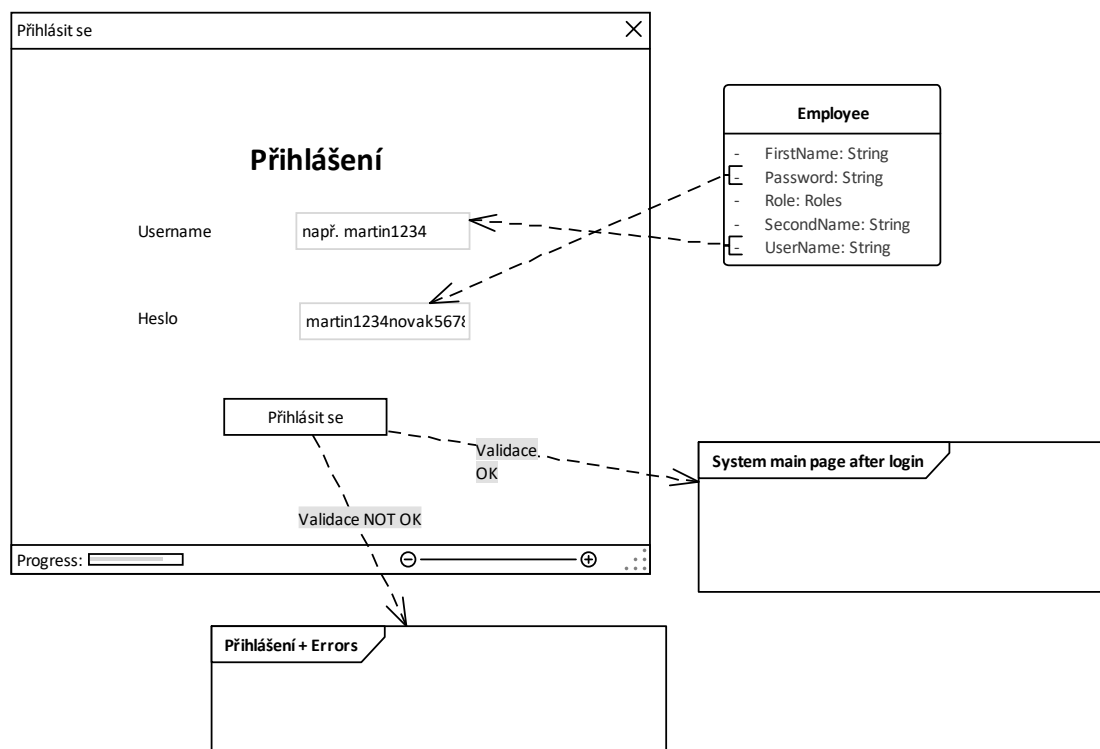 Přihlásit se
Přihlášení
Username
např. martin1234
Heslo
martin1234novak5678
Přihlásit se
Validace
OK
Validace NOT OK
Progress:
Employee
- FirstName: String
- Password: String
- Role: Roles
- SecondName: String
- UserName: String
System main page after login
Přihlášení + Errors